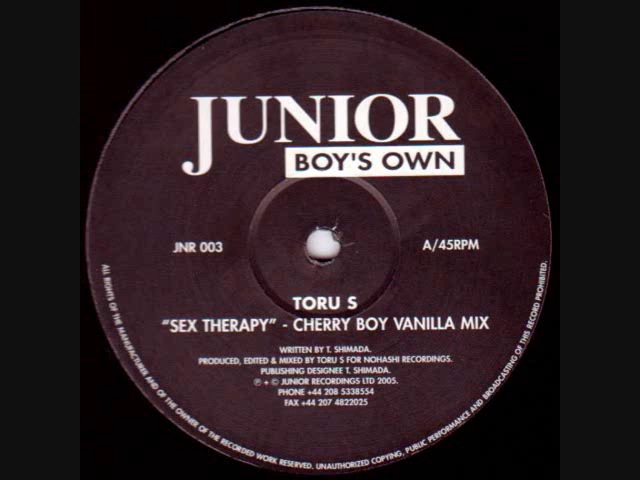 JUNIOR
BOY'S OWN
JNR 003
A/45RPM
TORU S
"SEX THERAPY" - CHERRY BOY VANILLA MIX
WRITTEN BY T. SHIMADA.
PRODUCED, EDITED & MIXED BY TORU S FOR NOHASHI RECORDINGS.
PUBLISHING DESIGNEE T. SHIMADA.
℗ + © JUNIOR RECORDINGS LTD 2005.
PHONE +44 208 5338554
FAX +44 207 4822025
ALL RIGHTS OF THE MANUFACTURER AND OF THE OWNER OF THE RECORDED WORK RESERVED. UNAUTHORIZED COPYING, PUBLIC PERFORMANCE AND BROADCASTING OF THIS RECORD PROHIBITED.